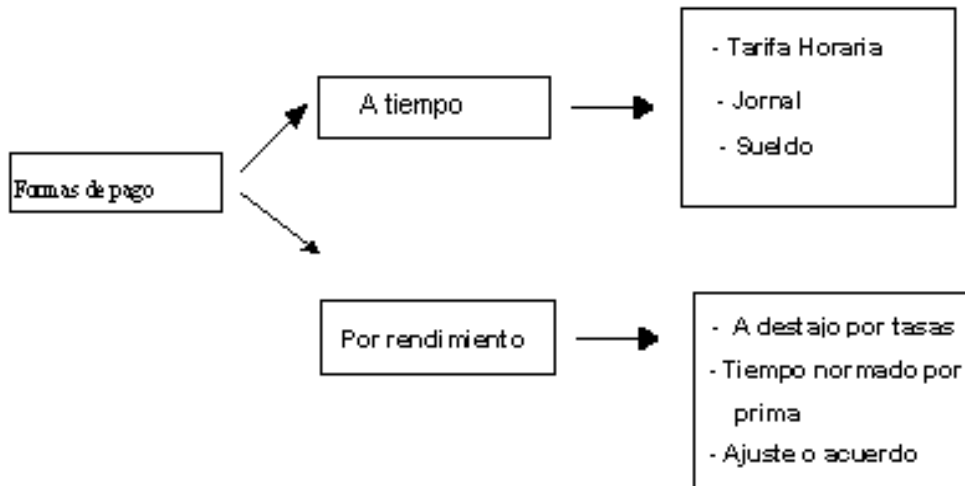 Formas de pago
A tiempo
- Tarifa Horaria
- Jornal
- Sueldo
Por rendimiento
- A destajo por tasas
- Tiempo normado por
prima
- Ajuste o acuerdo